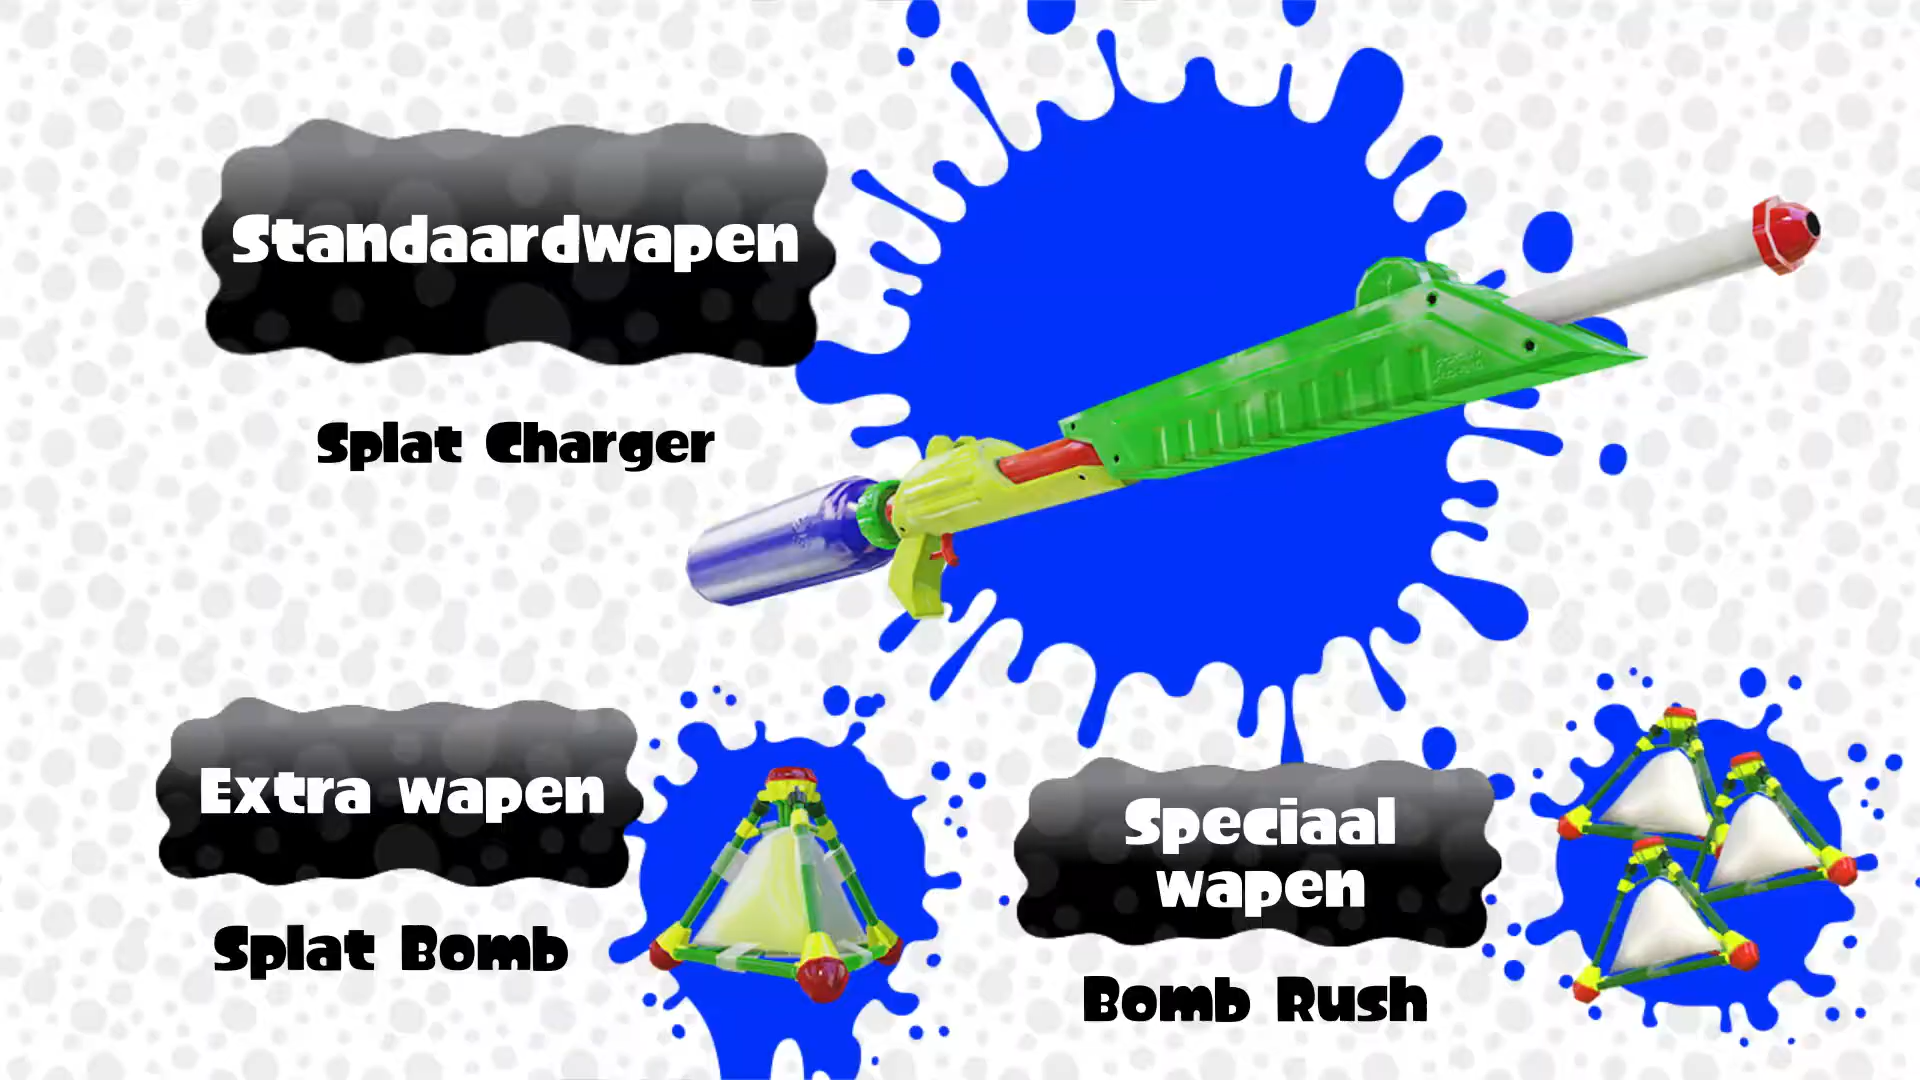 Standaardwapen
Splat Charger
Extra wapen
Splat Bomb
Speciaal
wapen
Bomb Rush